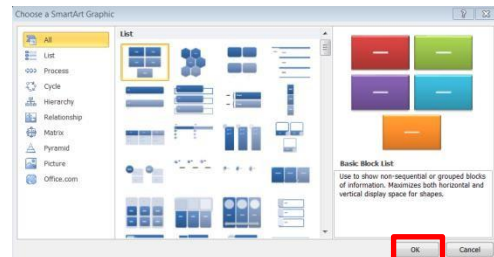 Choose a SmartArt Graphic
All
List
Process
Cycle
Hierarchy
Relationship
Matrix
Pyramid
Picture
Office.com
List
Basic Block List
Use to show non-sequential or grouped blocks
of information. Maximizes both horizontal and
vertical display space for shapes.
OK
Cancel